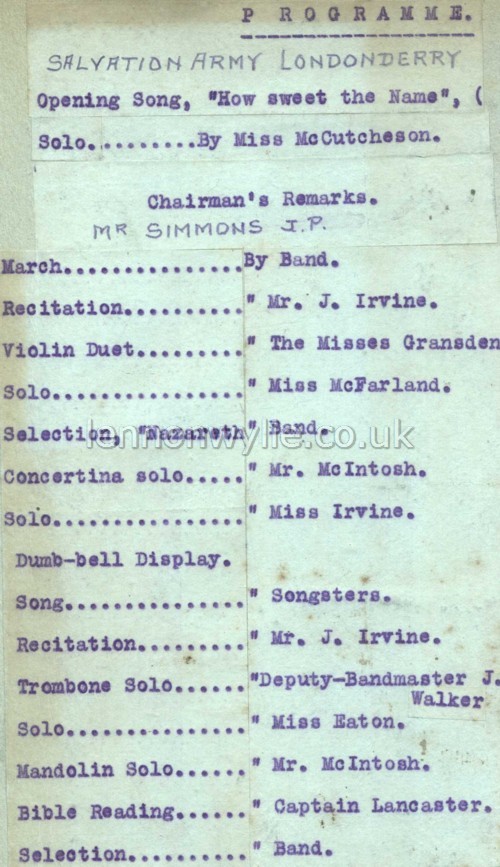 P R O G R A M M E.
SALVATION ARMY LONDONDERRY
Opening Song, "How sweet the Name", (
Solo..........By Miss McCutcheson.
Chairman's Remarks.
MR SIMMONS J.P.
March...............By Band.
Recitation.......... " Mr. J. Irvine.
Violin Duet......... " The Misses Gransden
Solo................ " Miss McFarland.
Selection, "Nazareth" " Band.
lennonwylie.co.uk
Concertina solo..... " Mr. McIntosh.
Solo................ " Miss Irvine.
Dumb-bell Display.
Song............... " Songsters.
Recitation......... " Mr. J. Irvine.
Trombone Solo...... "Deputy-Bandmaster J.
Walker
Solo............... " Miss Eaton.
Mandolin Solo...... " Mr. McIntosh.
Bible Reading...... " Captain Lancaster.
Selection.......... " Band.